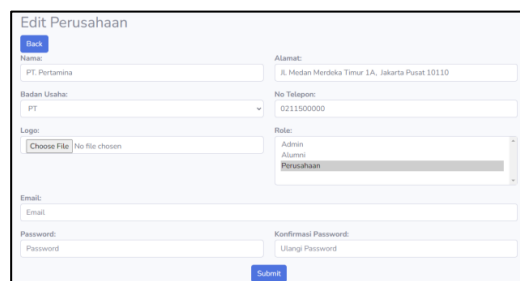 Edit Perusahaan
Back
Nama:
Alamat:
PT. Pertamina
Jl. Medan Merdeka Timur 1A, Jakarta Pusat 10110
Badan Usaha:
No Telepon:
PT
0211500000
Logo:
Role:
Choose File No file chosen
Admin
Alumni
Perusahaan
Email:
Email
Password:
Konfirmasi Password:
Password
Ulangi Password
Submit